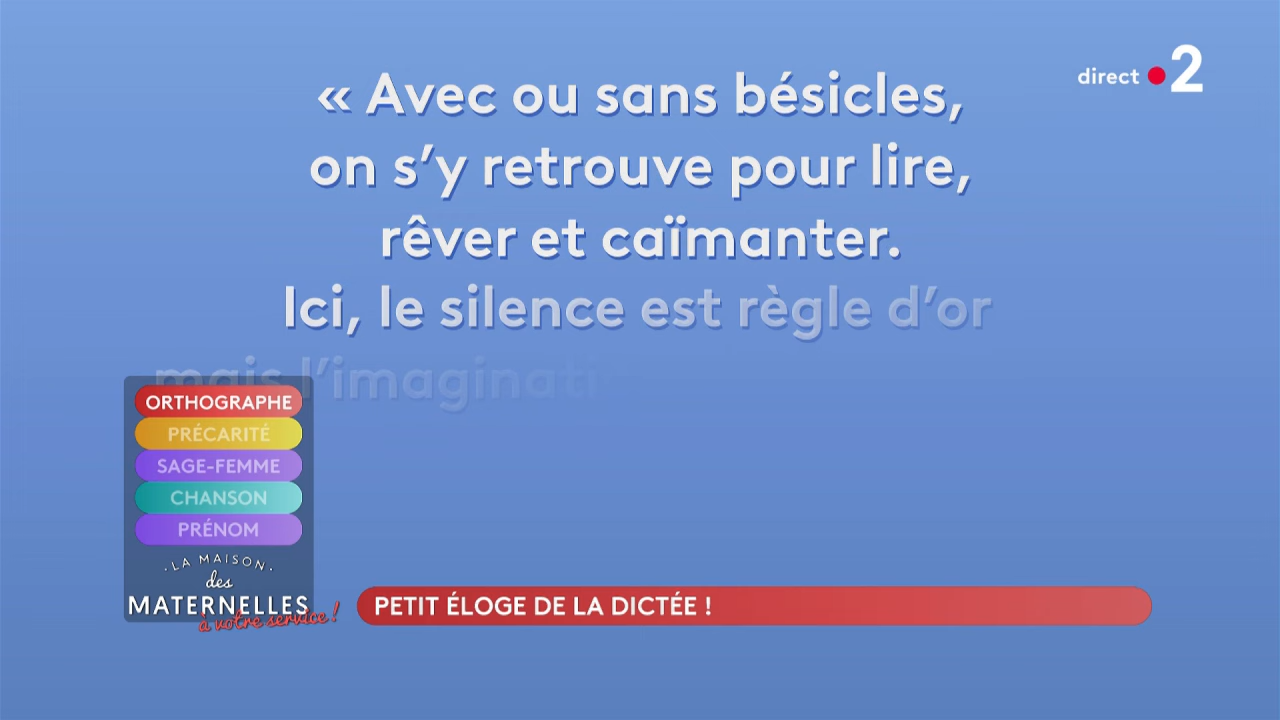 direct 2
« Avec ou sans bésicles,
on s'y retrouve pour lire,
rêver et caïmanter.
Ici, le silence est règle d'or
mais
ORTHOGRAPHE
PRÉCARITÉ
SAGE-FEMME
CHANSON
PRÉNOM
· LA MAISON ·
des
MATERNELLES
à votre service !
PETIT ÉLOGE DE LA DICTÉE !